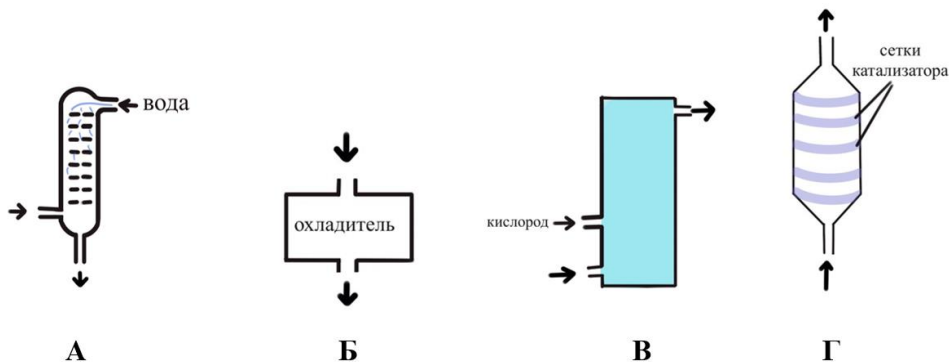 сетки
катализатора
вода
охладитель
кислород
А
Б
В
Г